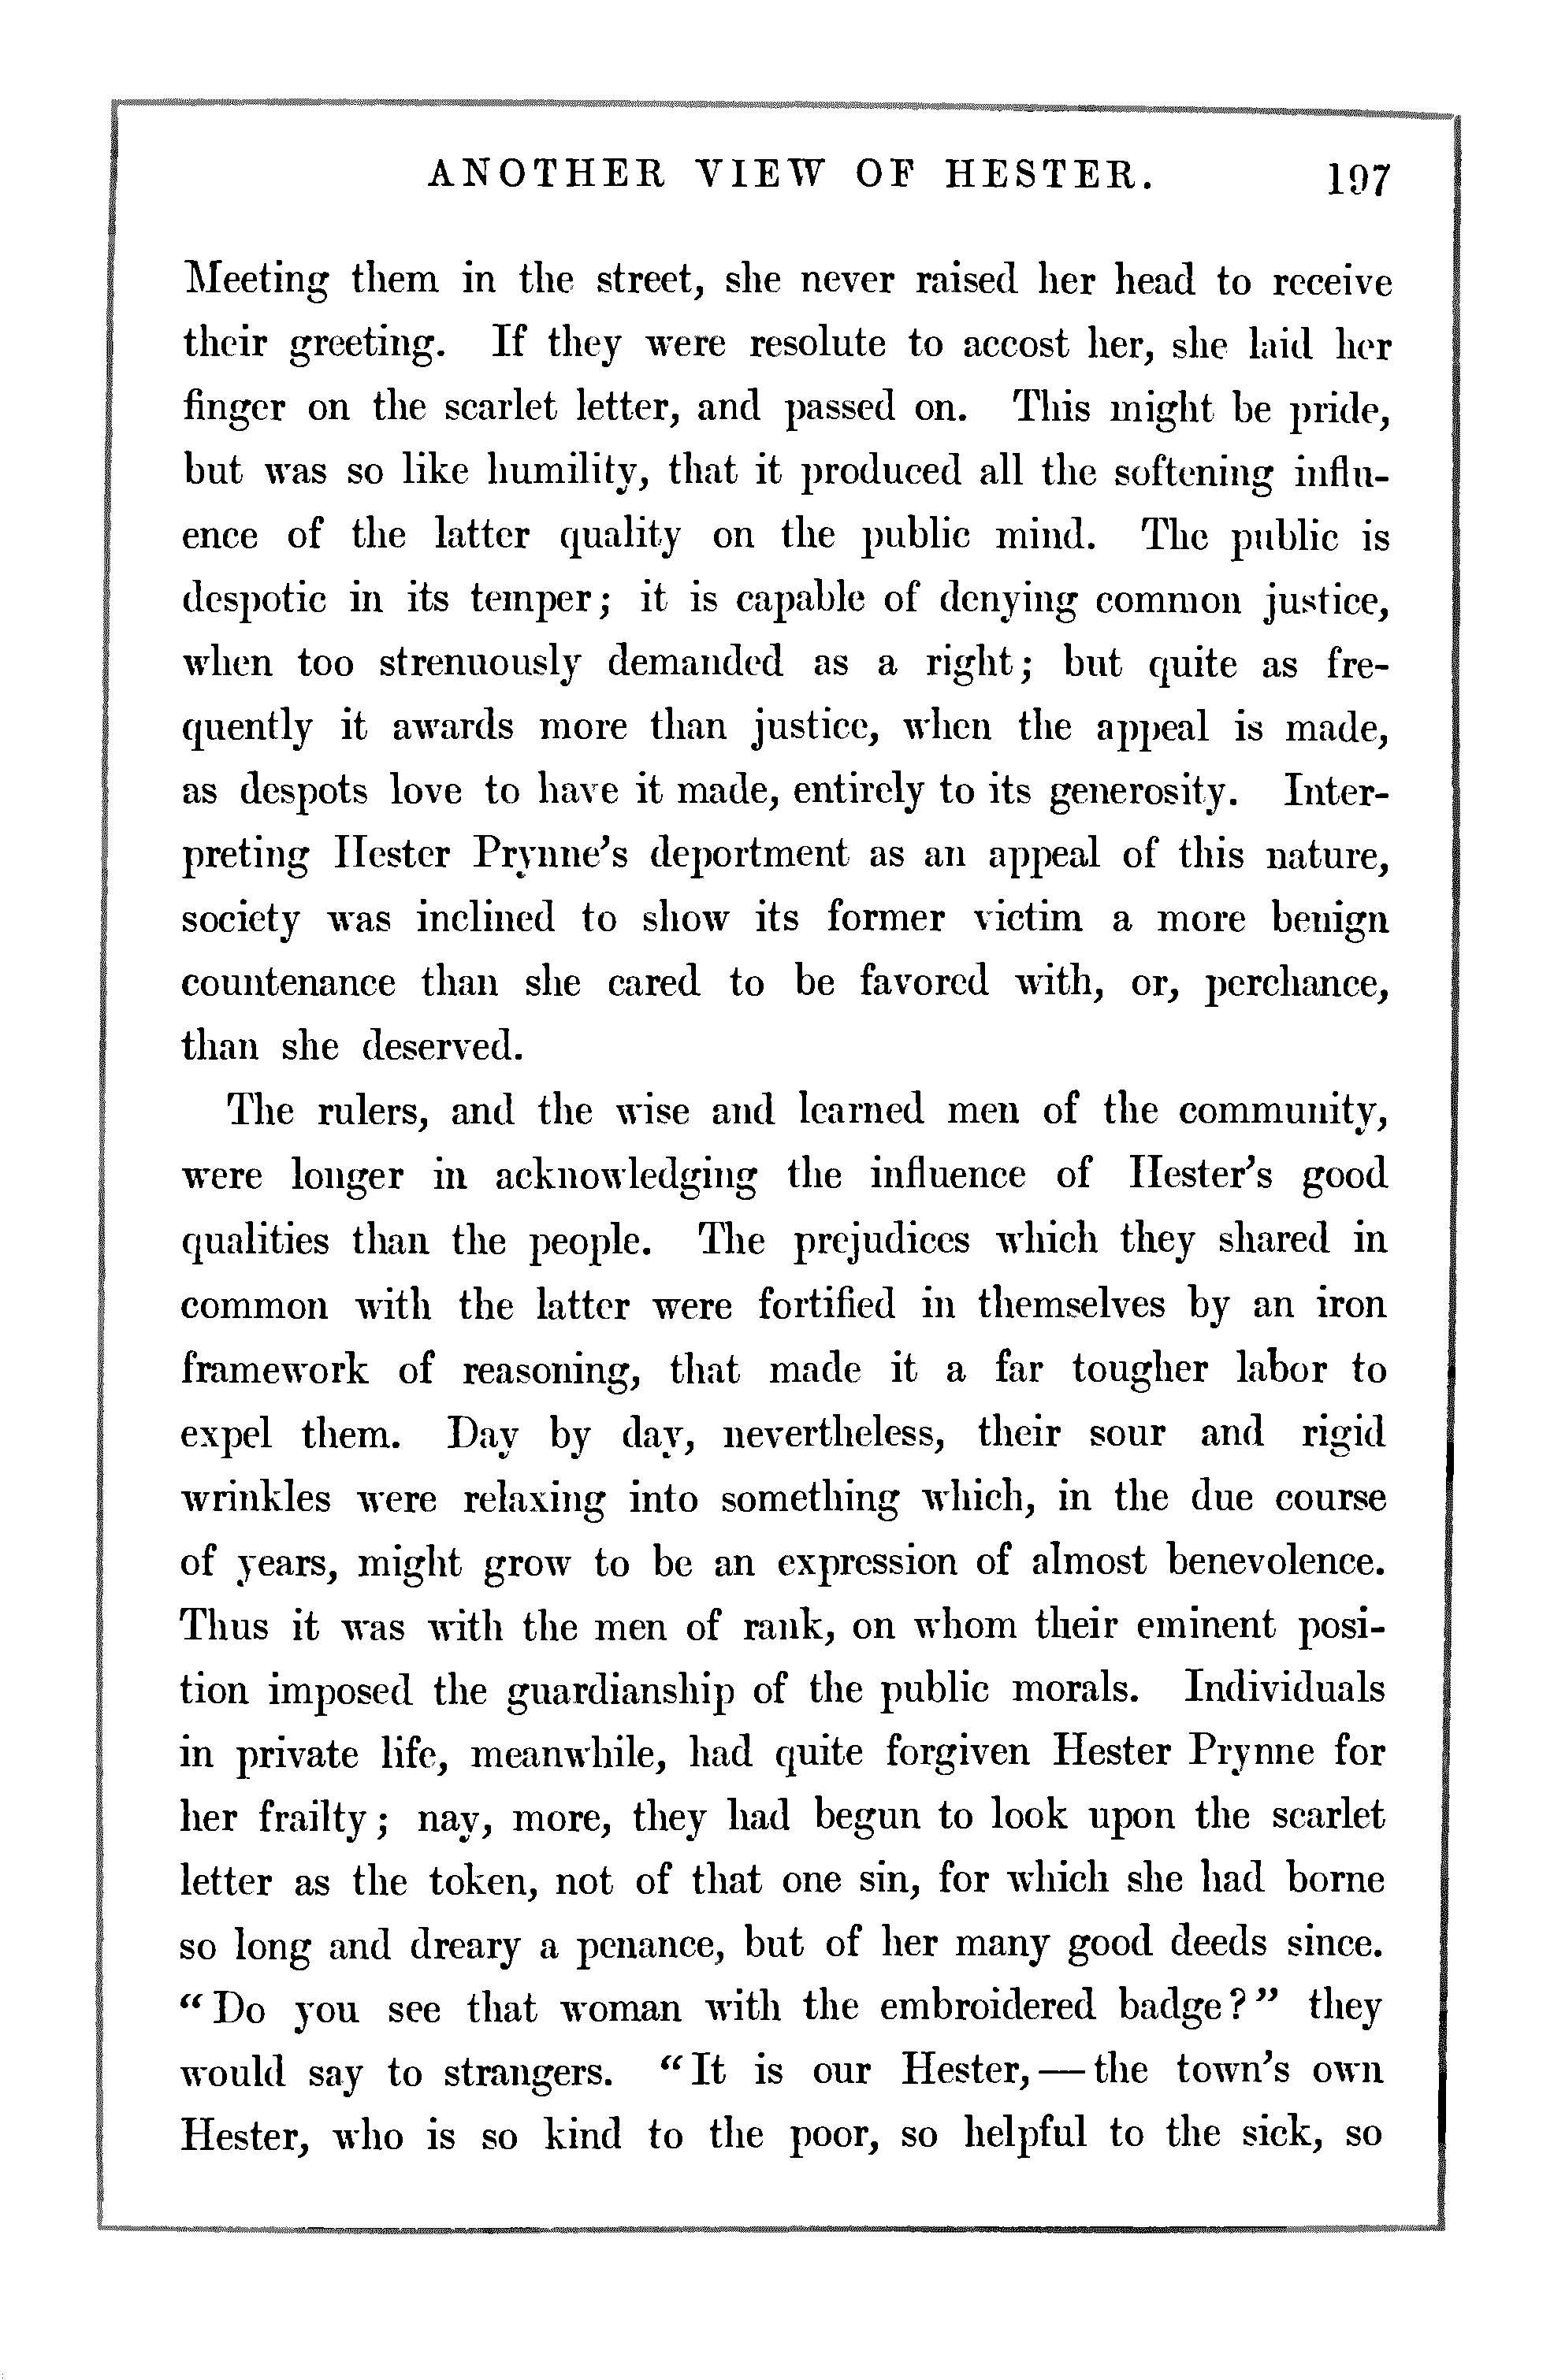 ANOTHER VIEW OF HESTER. 197
Meeting them in the street, she never raised her head to receive
their greeting. If they were resolute to accost her, she laid her
finger on the scarlet letter, and passed on. This might be pride,
but was so like humility, that it produced all the softening influ-
ence of the latter quality on the public mind. The public is
despotic in its temper; it is capable of denying common justice,
when too strenuously demanded as a right; but quite as fre-
quently it awards more than justice, when the appeal is made,
as despots love to have it made, entirely to its generosity. Inter-
preting Hester Prynne's deportment as an appeal of this nature,
society was inclined to show its former victim a more benign
countenance than she cared to be favored with, or, perchance,
than she deserved.
The rulers, and the wise and learned men of the community,
were longer in acknowledging the influence of Hester's good
qualities than the people. The prejudices which they shared in
common with the latter were fortified in themselves by an iron
framework of reasoning, that made it a far tougher labor to
expel them. Day by day, nevertheless, their sour and rigid
wrinkles were relaxing into something which, in the due course
of years, might grow to be an expression of almost benevolence.
Thus it was with the men of rank, on whom their eminent posi-
tion imposed the guardianship of the public morals. Individuals
in private life, meanwhile, had quite forgiven Hester Prynne for
her frailty; nay, more, they had begun to look upon the scarlet
letter as the token, not of that one sin, for which she had borne
so long and dreary a penance, but of her many good deeds since.
"Do you see that woman with the embroidered badge?" they
would say to strangers. "It is our Hester,—the town's own
Hester, who is so kind to the poor, so helpful to the sick, so